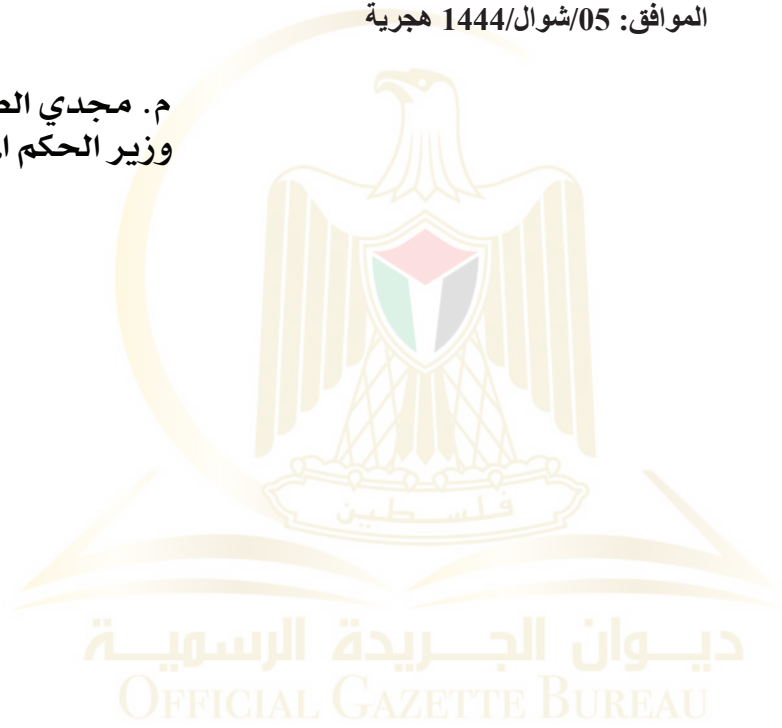 الموافق: 05/شوال/1444 هجرية
م. مجدي
وزير الحكم
فلسطين
ديوان الجريدة الرسمية
OFFICIAL GAZETTE BUREAU